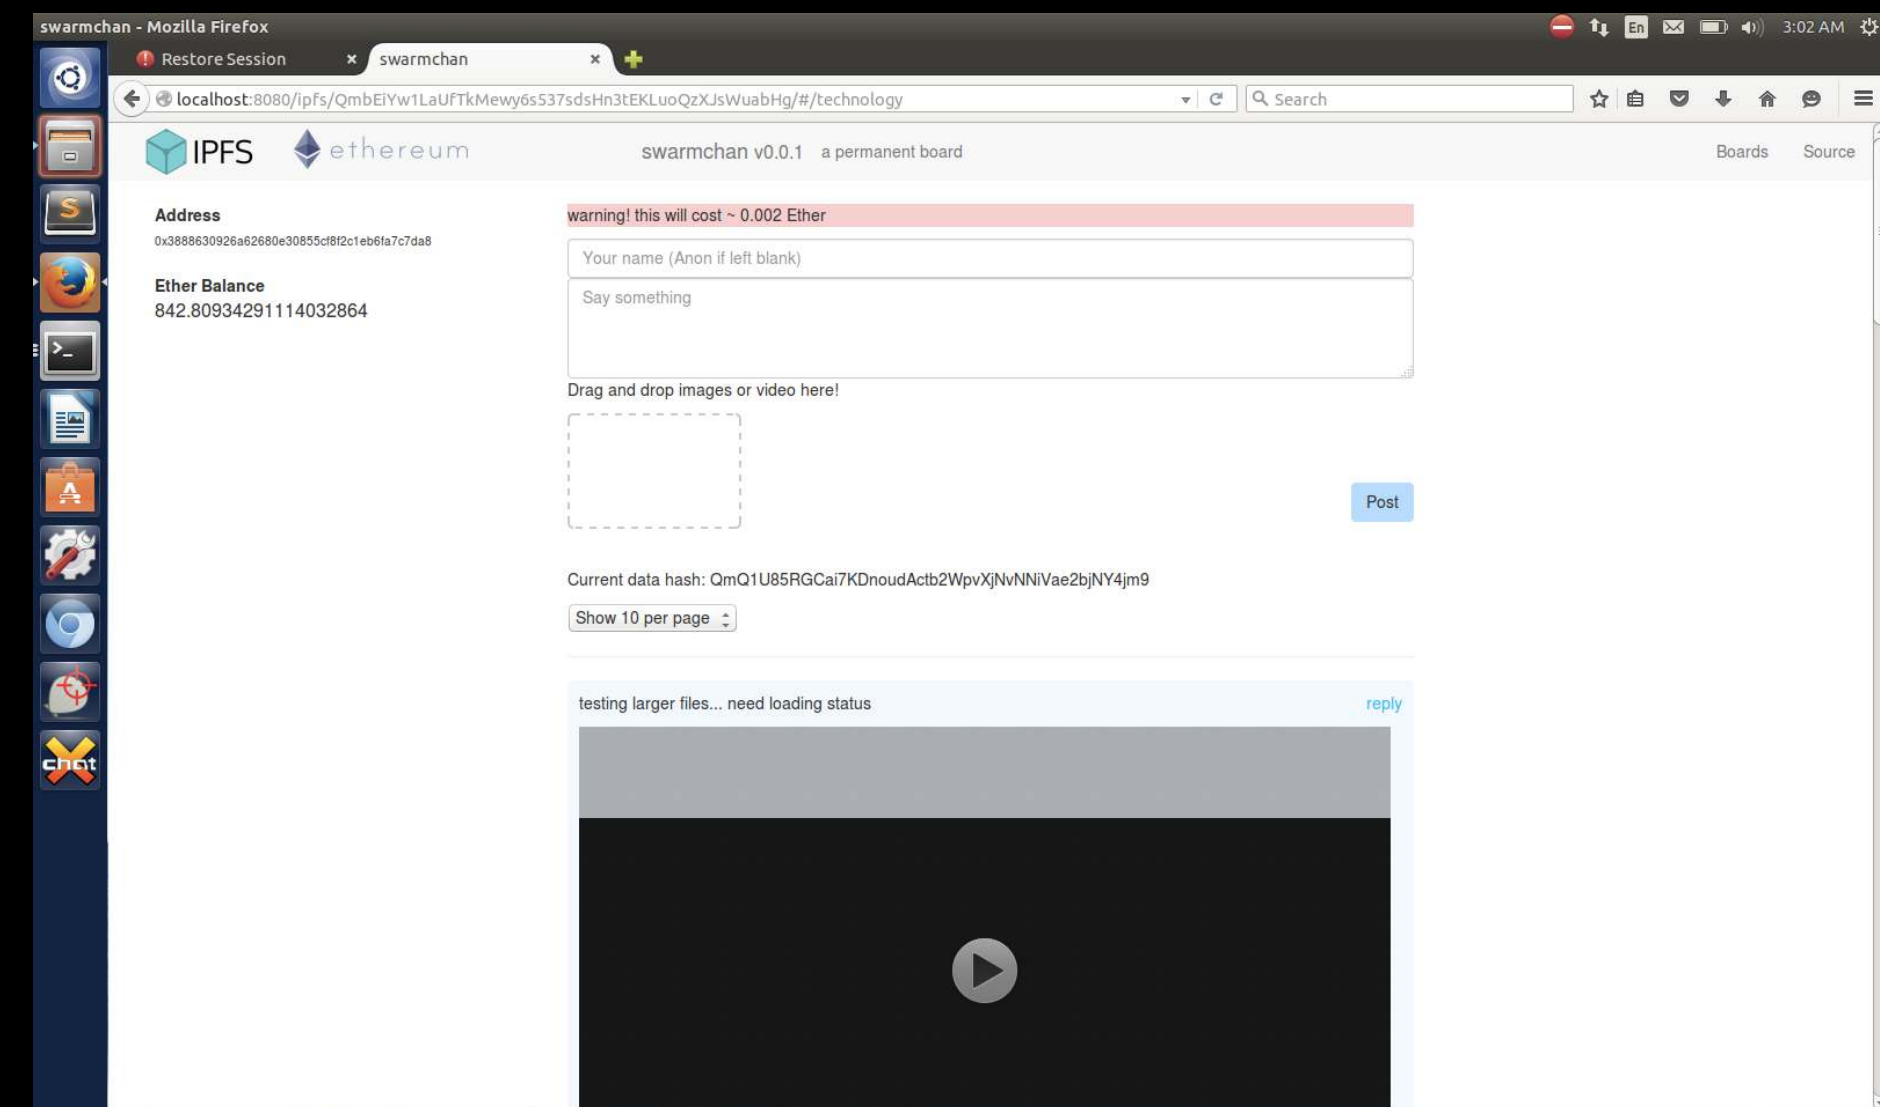 swarmchan - Mozilla Firefox
En
3:02 AM
Restore Session
swarmchan
localhost:8080/ipfs/QmbEiYw1LaUfTkMewy6s537sdsHn3tEKLuoQzXJsWuabHg/#/technology
Search
IPFS
ethereum
swarmchan v0.0.1 a permanent board
Boards
Source
Address
0x3888630926a62680e30855cf8f2c1eb6fa7c7da8
Ether Balance
842.80934291114032864
warning! this will cost ~ 0.002 Ether
Your name (Anon if left blank)
Say something
Drag and drop images or video here!
Post
Current data hash: QmQ1U85RGCai7KDnoudActb2WpvXjNvNNiVae2bjNY4jm9
Show 10 per page
testing larger files... need loading status
reply
S
>_
A
chat